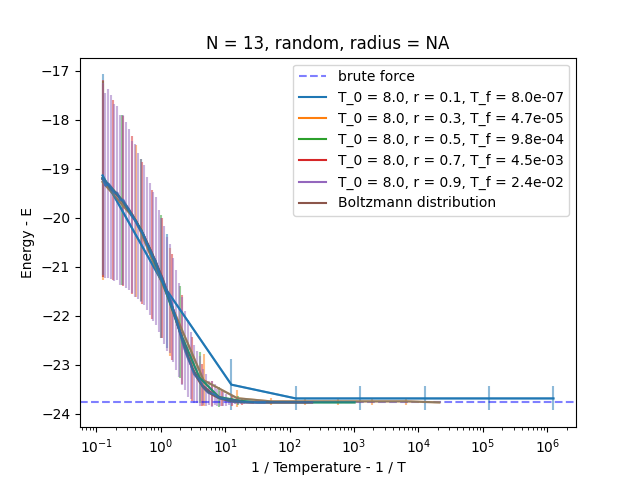 N = 13, random, radius = NA
brute force
T_0 = 8.0, r = 0.1, T_f = 8.0e-07
T_0 = 8.0, r = 0.3, T_f = 4.7e-05
T_0 = 8.0, r = 0.5, T_f = 9.8e-04
T_0 = 8.0, r = 0.7, T_f = 4.5e-03
T_0 = 8.0, r = 0.9, T_f = 2.4e-02
Boltzmann distribution
Energy - E
−17
−18
−19
−20
−21
−22
−23
−24
10⁻¹ 10⁰ 10¹ 10² 10³ 10⁴ 10⁵ 10⁶
1 / Temperature - 1 / T